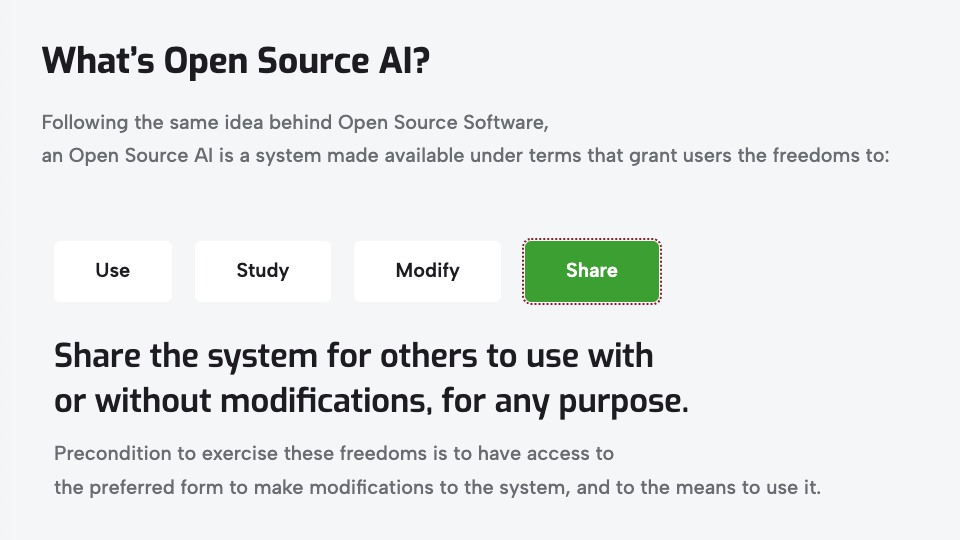 What's Open Source AI?
Following the same idea behind Open Source Software,
an Open Source AI is a system made available under terms that grant users the freedoms to:
Use
Study
Modify
Share
Share the system for others to use with
or without modifications, for any purpose.
Precondition to exercise these freedoms is to have access to
the preferred form to make modifications to the system, and to the means to use it.